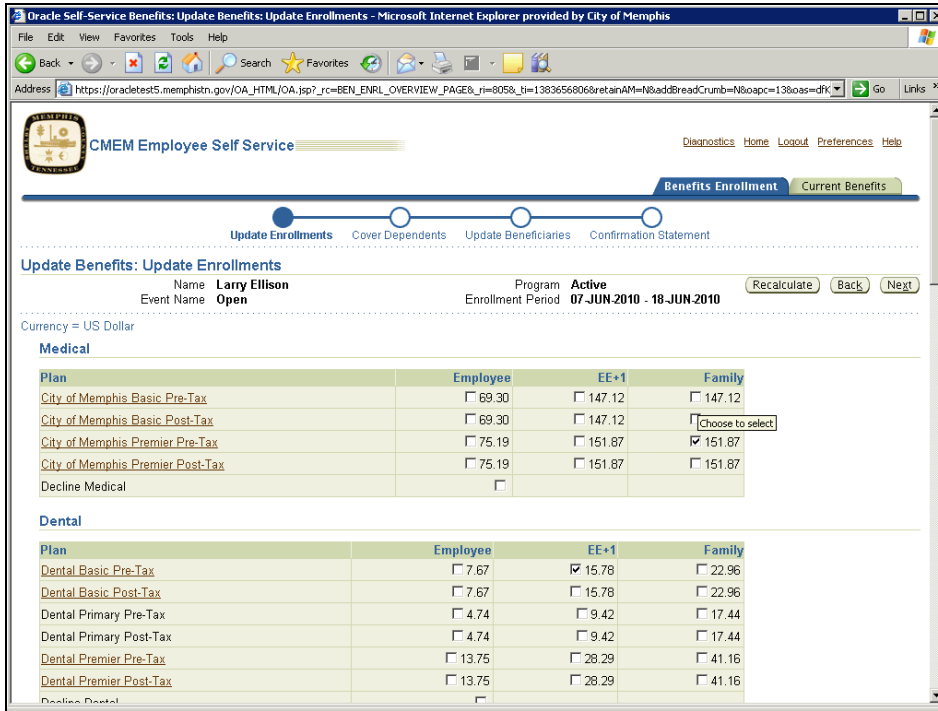 Oracle Self-Service Benefits: Update Benefits: Update Enrollments - Microsoft Internet Explorer provided by City of Memphis
File Edit View Favorites Tools Help
Back Search Favorites
Address https://oracletest5.memphistn.gov/OA_HTML/OA.jsp?_rc=BEN_ENRL_OVERVIEW_PAGE&_ri=805&_ti=1383656806&retainAM=N&addBreadCrumb=N&oapc=13&oas=dfK Go Links »
MEMPHIS
TENNESSEE
CMEM Employee Self Service
Diagnostics Home Logout Preferences Help
Benefits Enrollment Current Benefits
Update Enrollments Cover Dependents Update Beneficiaries Confirmation Statement
Update Benefits: Update Enrollments
Name Larry Ellison Program Active Recalculate Back Next
Event Name Open Enrollment Period 07-JUN-2010 - 18-JUN-2010
Currency = US Dollar
Medical
Plan Employee EE+1 Family
City of Memphis Basic Pre-Tax 69.30 147.12 147.12
City of Memphis Basic Post-Tax 69.30 147.12
Choose to select
City of Memphis Premier Pre-Tax 75.19 151.87 151.87
City of Memphis Premier Post-Tax 75.19 151.87 151.87
Decline Medical
Dental
Plan Employee EE+1 Family
Dental Basic Pre-Tax 7.67 15.78 22.96
Dental Basic Post-Tax 7.67 15.78 22.96
Dental Primary Pre-Tax 4.74 9.42 17.44
Dental Primary Post-Tax 4.74 9.42 17.44
Dental Premier Pre-Tax 13.75 28.29 41.16
Dental Premier Post-Tax 13.75 28.29 41.16
Decline Dental